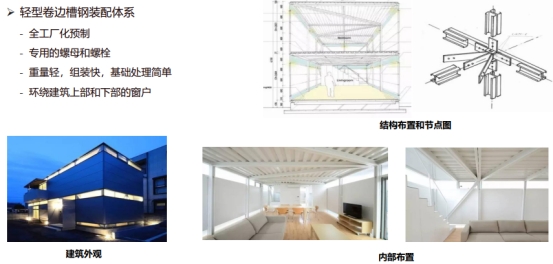 ➢ 轻型卷边槽钢装配体系
- 全工厂化预制
- 专用的螺母和螺栓
- 重量轻，组装快，基础处理简单
- 环绕建筑上部和下部的窗户
结构布置和节点图
建筑外观
内部布置